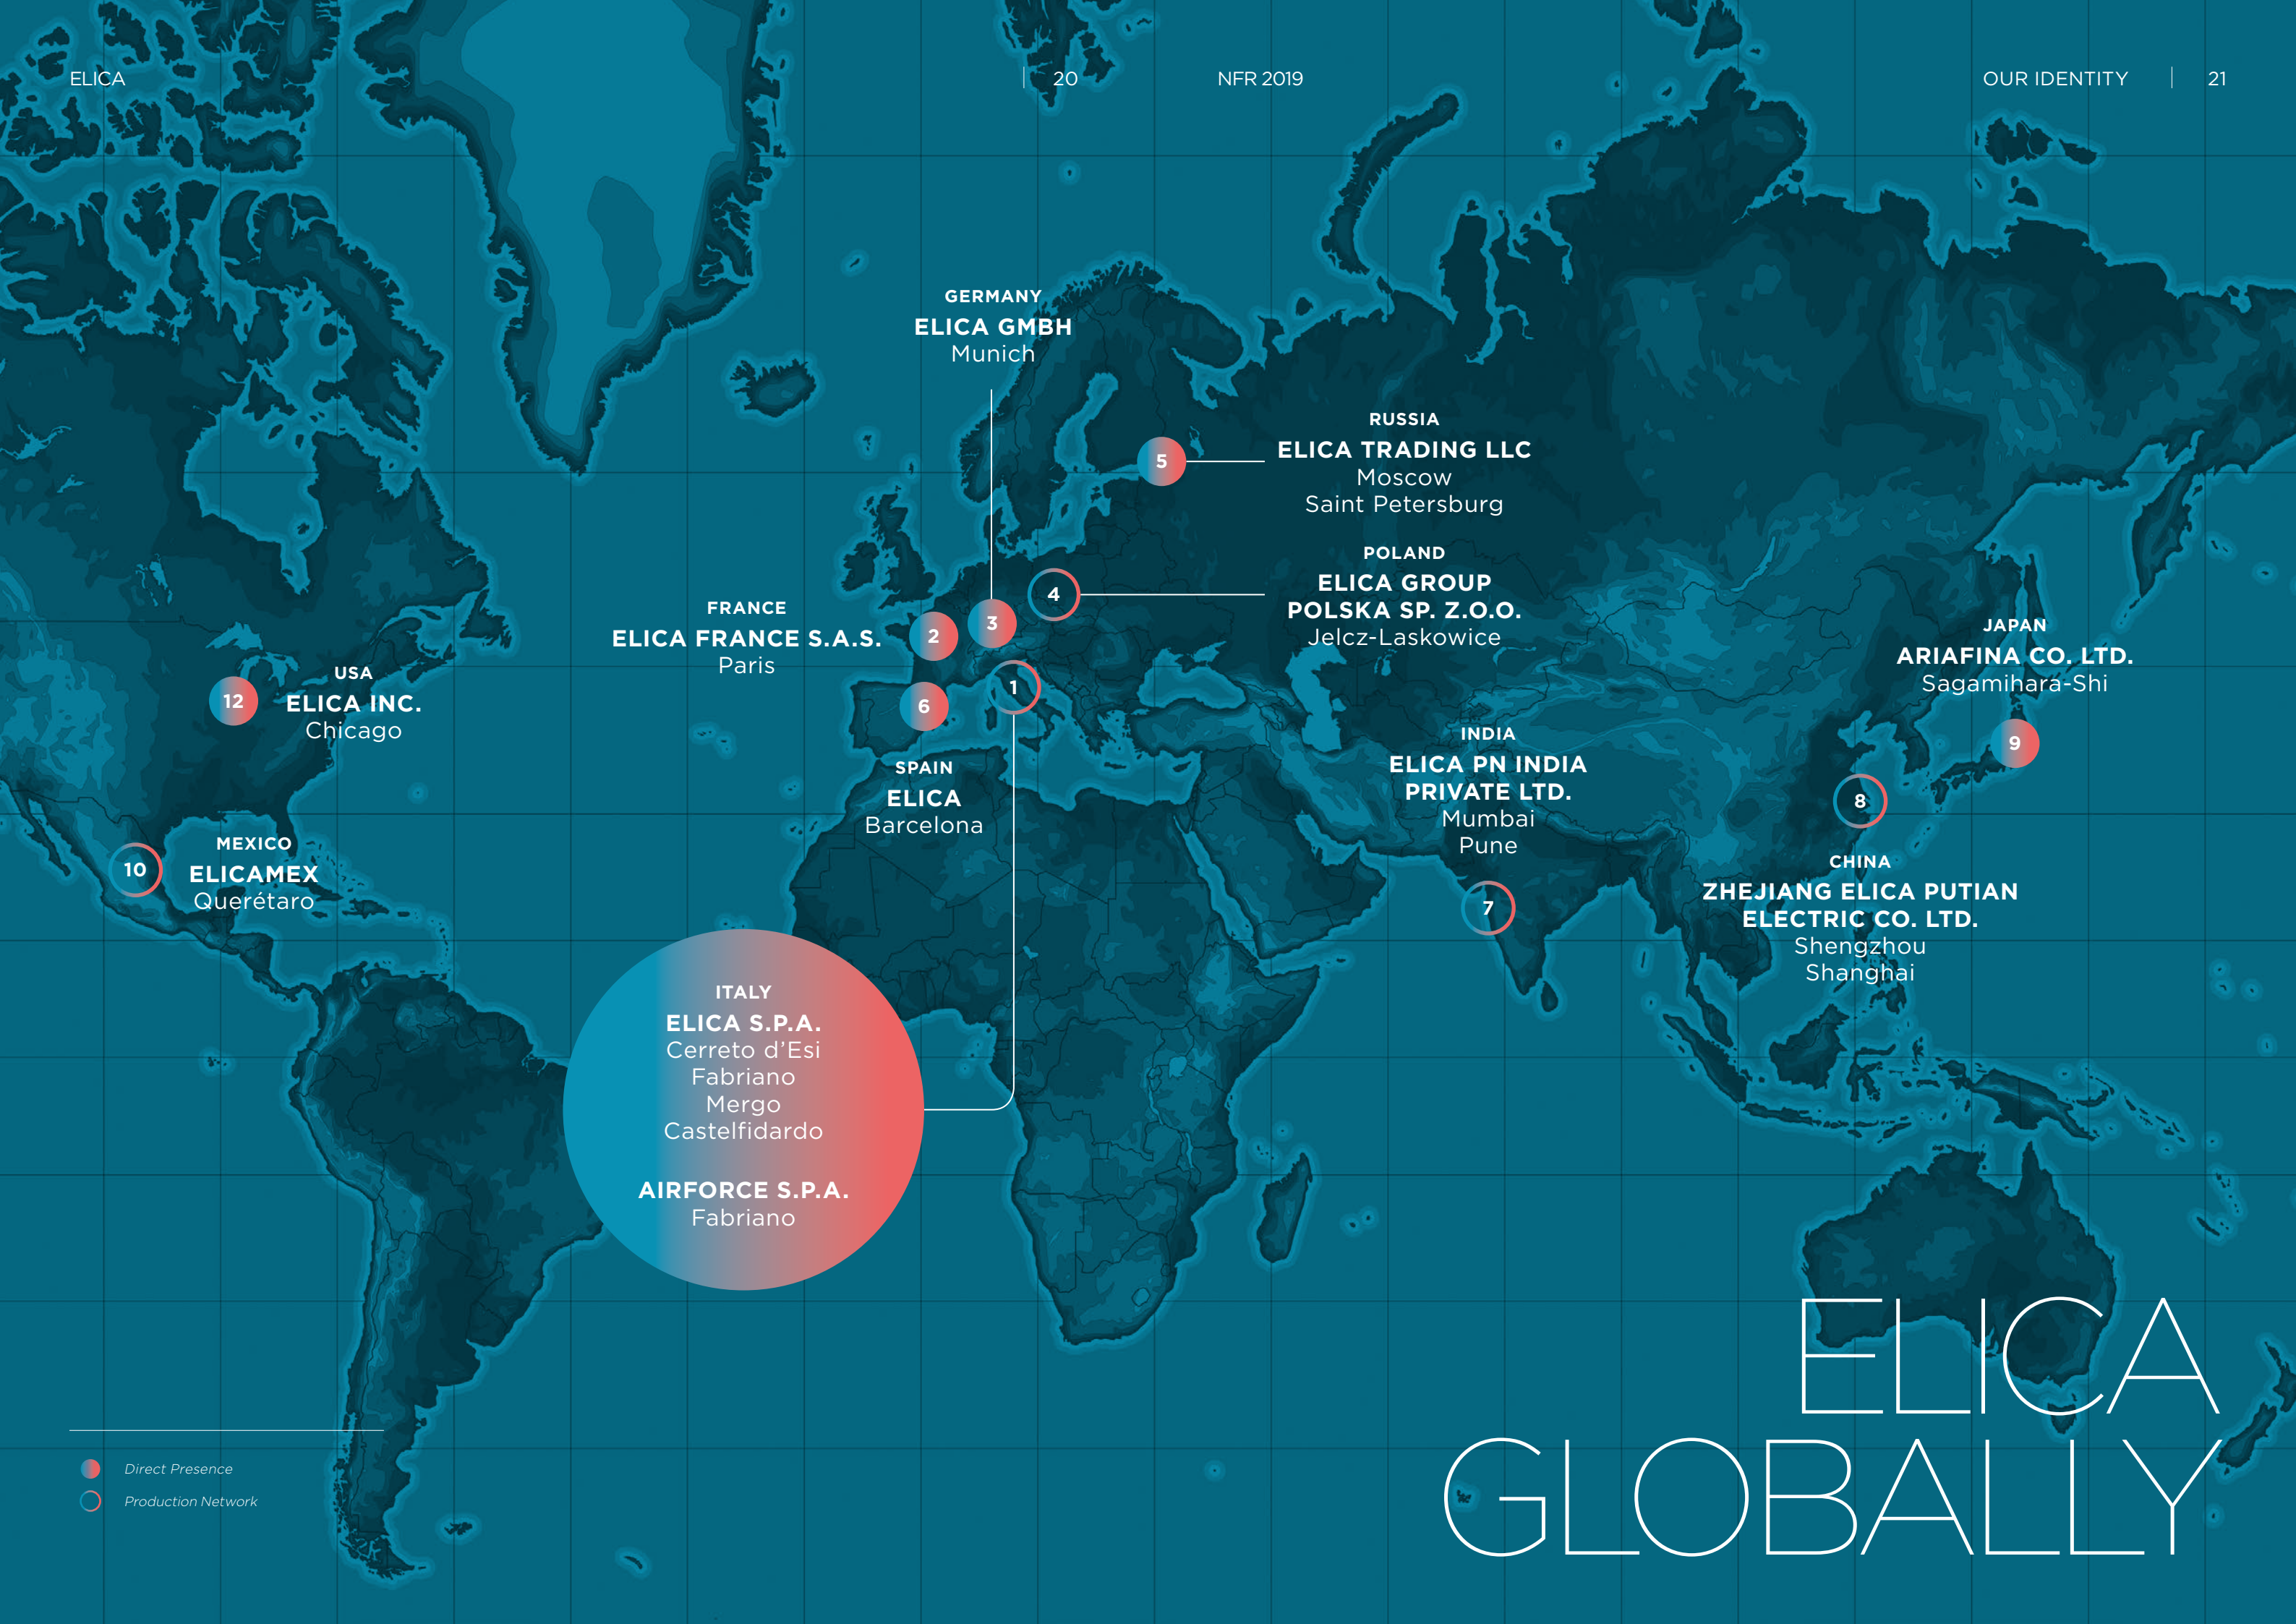 ELICA
20
NFR 2019
OUR IDENTITY
21
GERMANY
ELICA GMBH
Munich
RUSSIA
ELICA TRADING LLC
Moscow
Saint Petersburg
5
POLAND
ELICA GROUP
POLSKA SP. Z.O.O.
Jelcz-Laskowice
4
3
FRANCE
ELICA FRANCE S.A.S.
Paris
2
1
6
SPAIN
ELICA
Barcelona
USA
ELICA INC.
Chicago
12
MEXICO
ELICAMEX
Querétaro
10
JAPAN
ARIAFINA CO. LTD.
Sagamihara-Shi
9
INDIA
ELICA PN INDIA
PRIVATE LTD.
Mumbai
Pune
7
8
CHINA
ZHEJIANG ELICA PUTIAN
ELECTRIC CO. LTD.
Shengzhou
Shanghai
ITALY
ELICA S.P.A.
Cerreto d’Esi
Fabriano
Mergo
Castelfidardo
AIRFORCE S.P.A.
Fabriano
ELICA
GLOBALLY
Direct Presence
Production Network